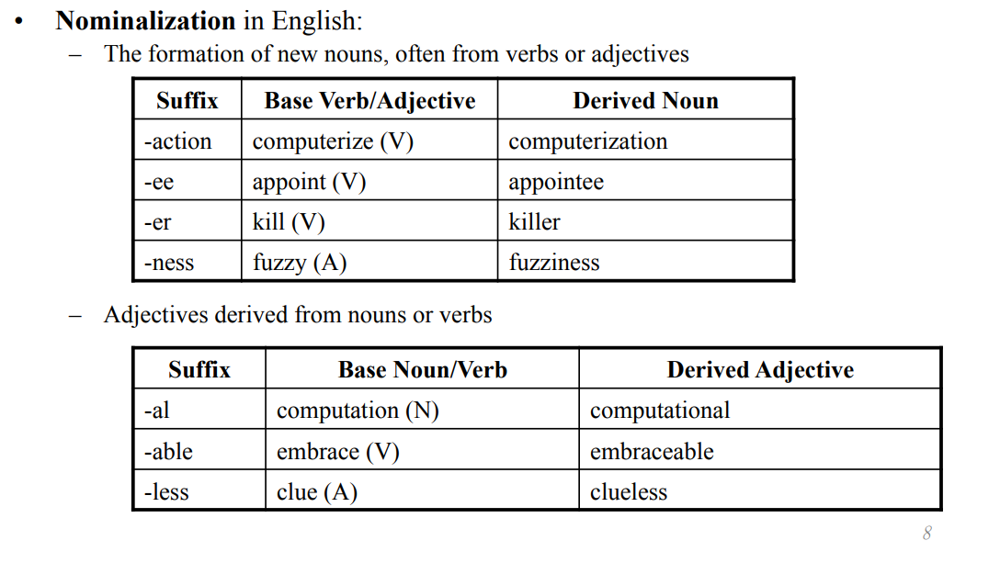 • Nominalization in English:
– The formation of new nouns, often from verbs or adjectives
Suffix Base Verb/Adjective Derived Noun
-action computerize (V) computerization
-ee appoint (V) appointee
-er kill (V) killer
-ness fuzzy (A) fuzziness
– Adjectives derived from nouns or verbs
Suffix Base Noun/Verb Derived Adjective
-al computation (N) computational
-able embrace (V) embraceable
-less clue (A) clueless
8